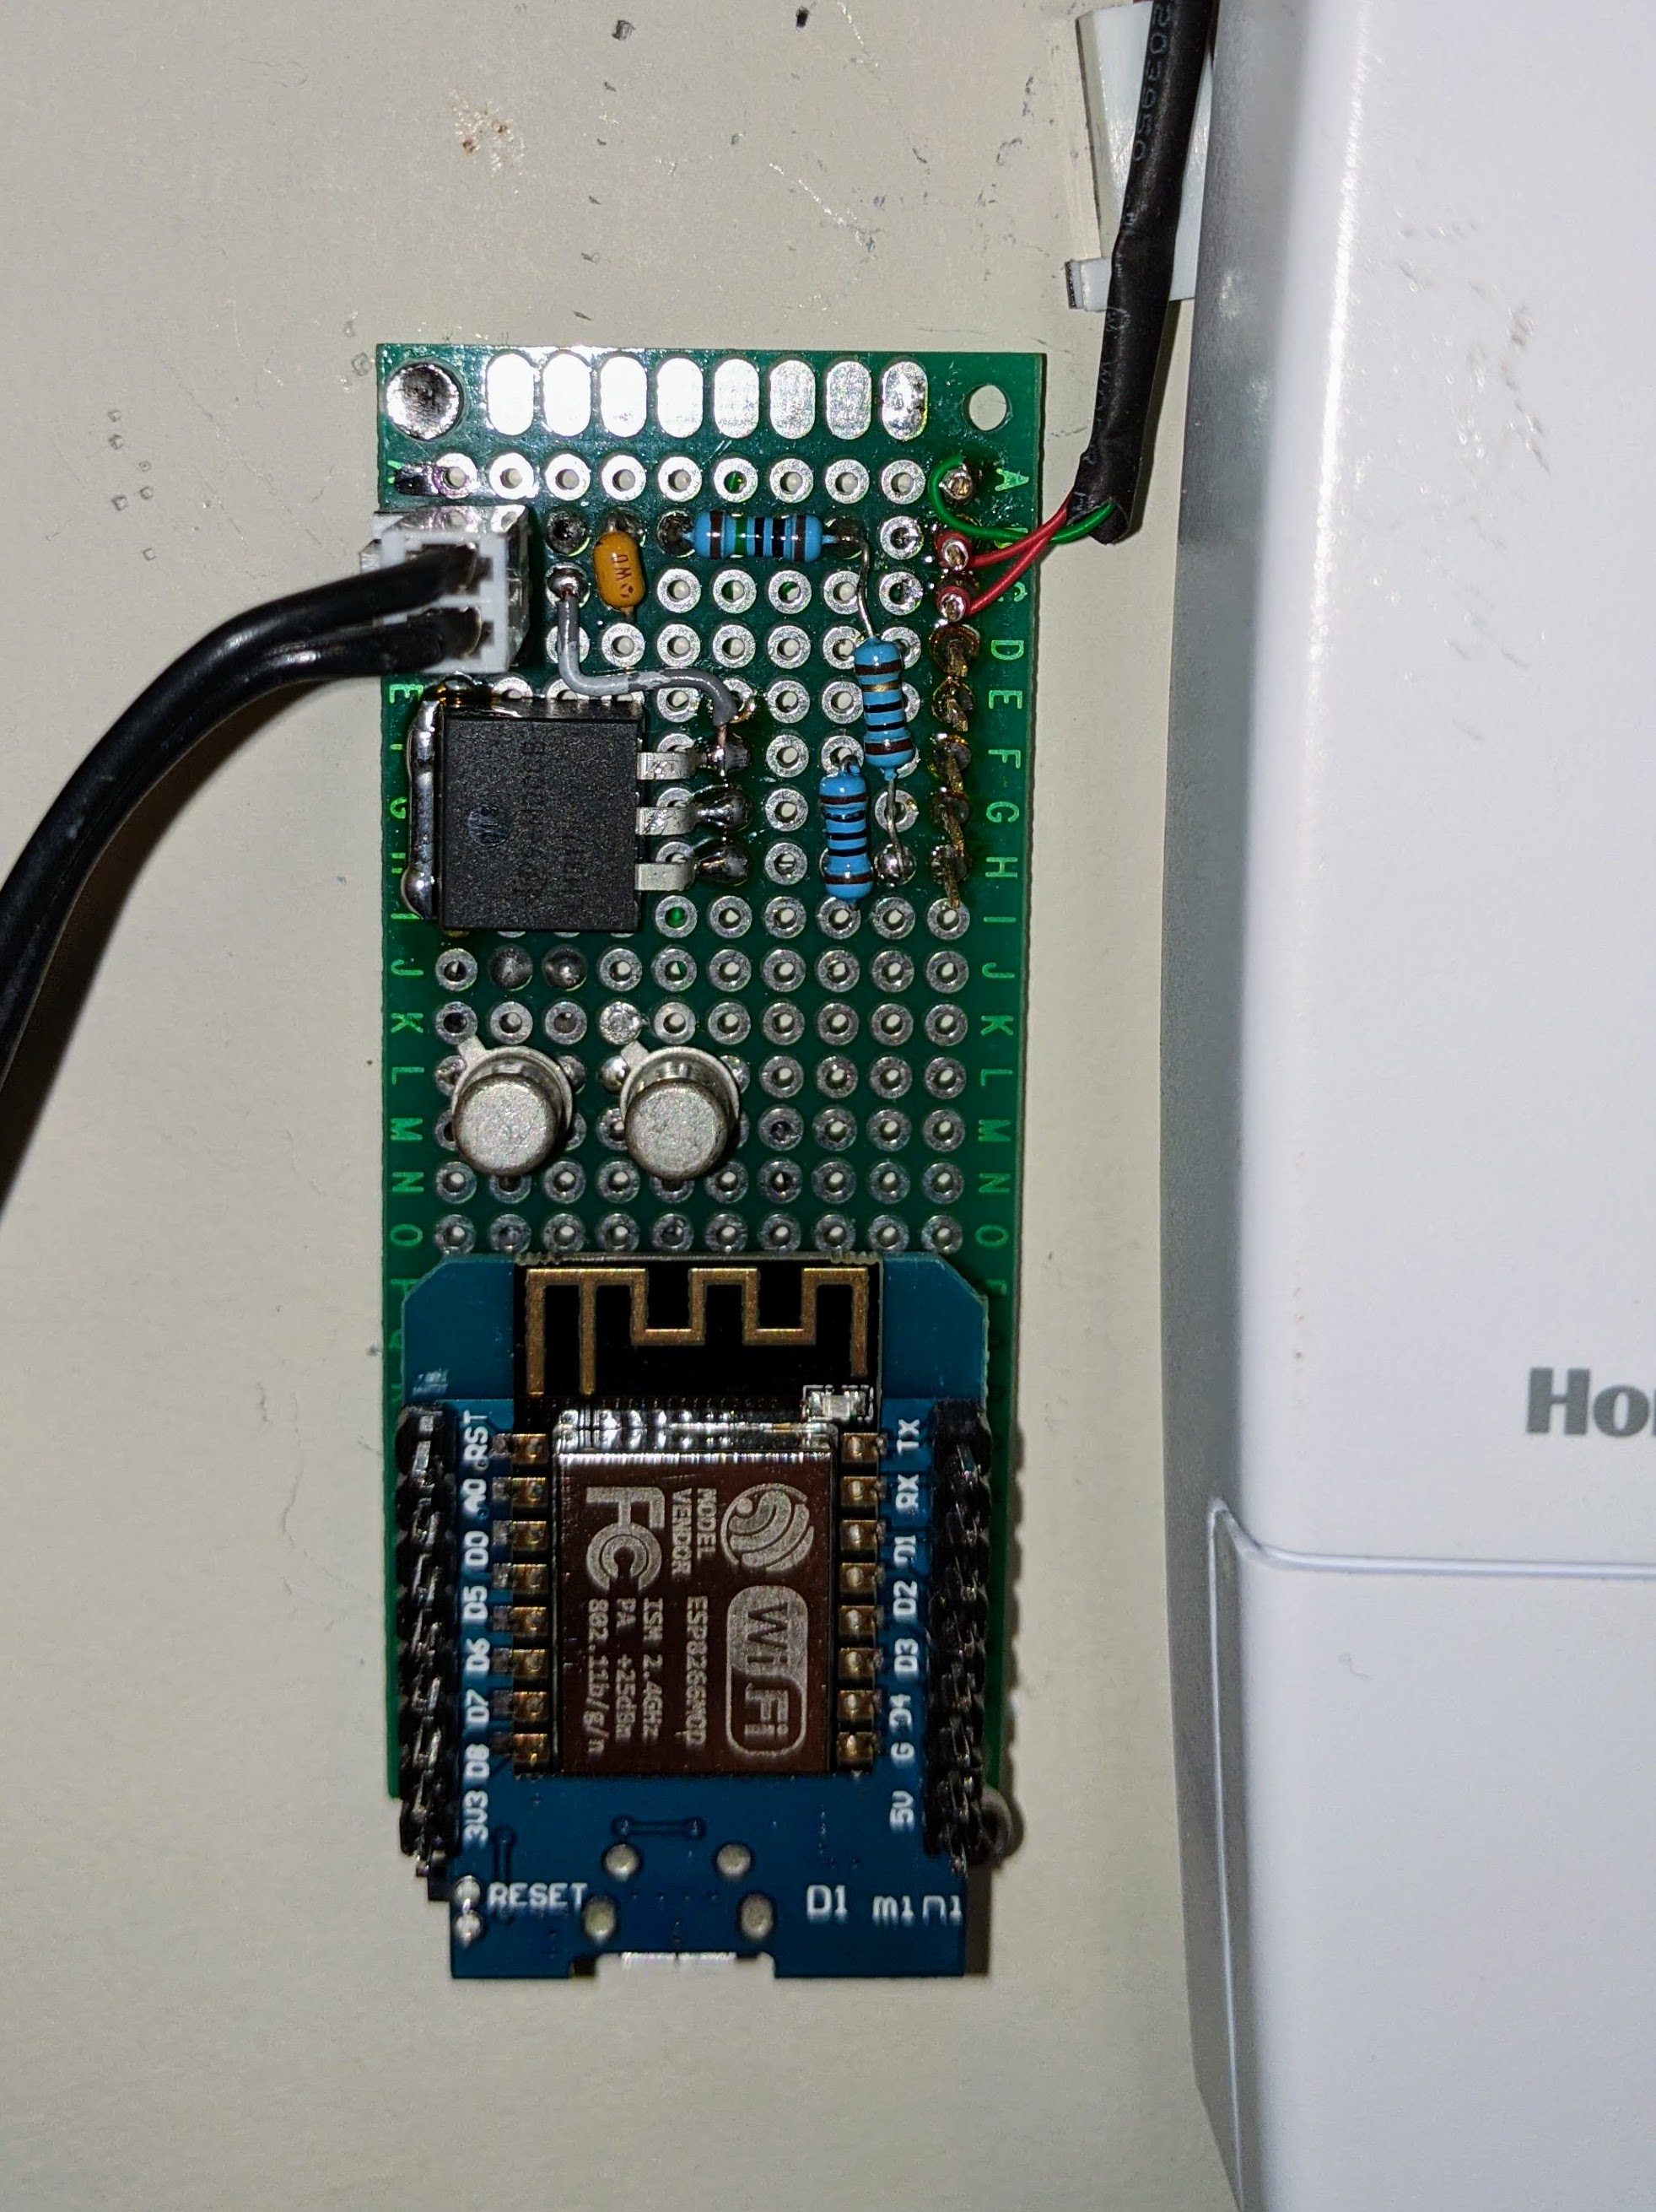 203950
A
D
E
E
F
G
G
H
I
J
J
K
K
L
L
M
M
N
N
O
O
RST
TX
A0
RX
D0
D1
D5
D2
D6
D3
D7
D4
D8
G
3V3
5V
WiFi
MODEL
VENDOR
ESP8266MOD
FC
ISM 2.4GHz
PA +25dBm
802.11b/g/n
RESET
D1 mini
Ho